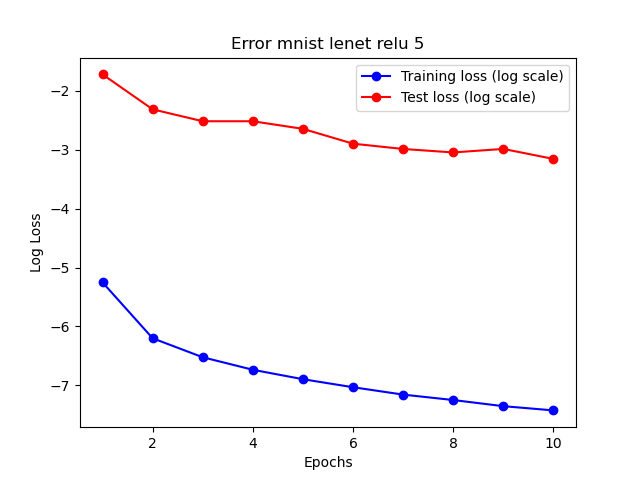 Error mnist lenet relu 5
Training loss (log scale)
Test loss (log scale)
Log Loss
−2
−3
−4
−5
−6
−7
2 4 6 8 10
Epochs